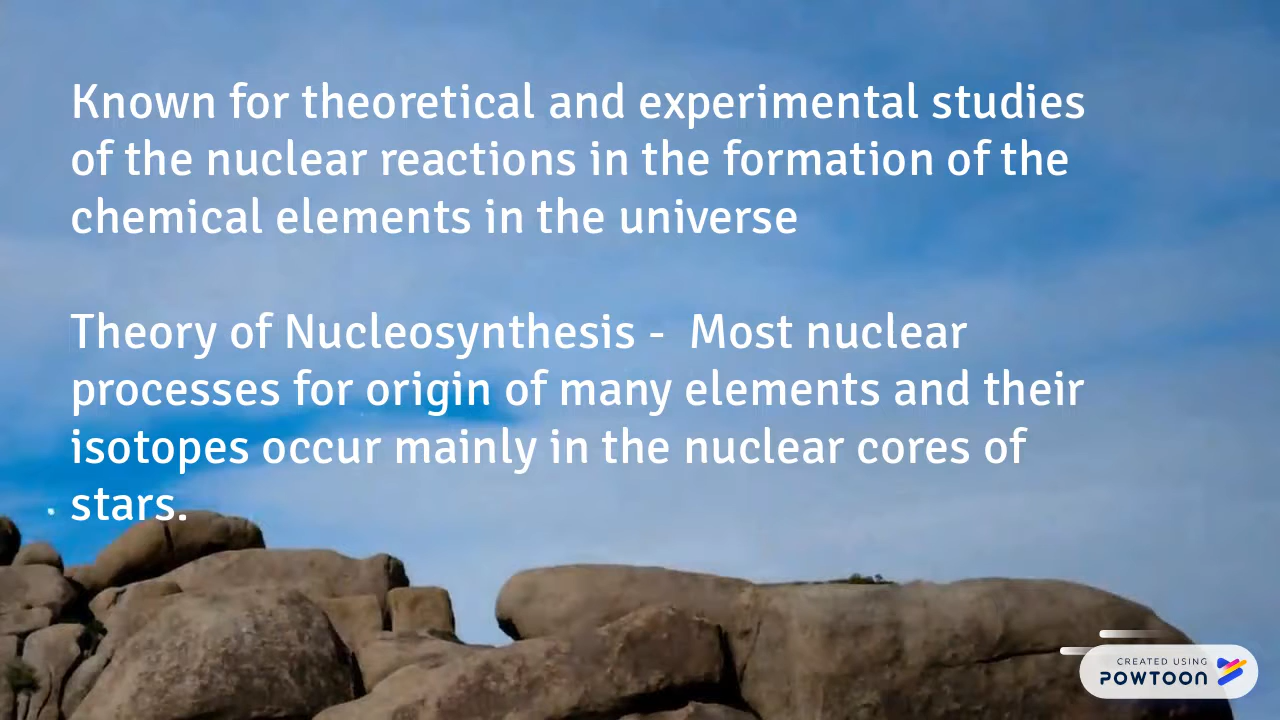 Known for theoretical and experimental studies
of the nuclear reactions in the formation of the
chemical elements in the universe
Theory of Nucleosynthesis -  Most nuclear
processes for origin of many elements and their
isotopes occur mainly in the nuclear cores of
stars.
CREATED USING
POWTOON